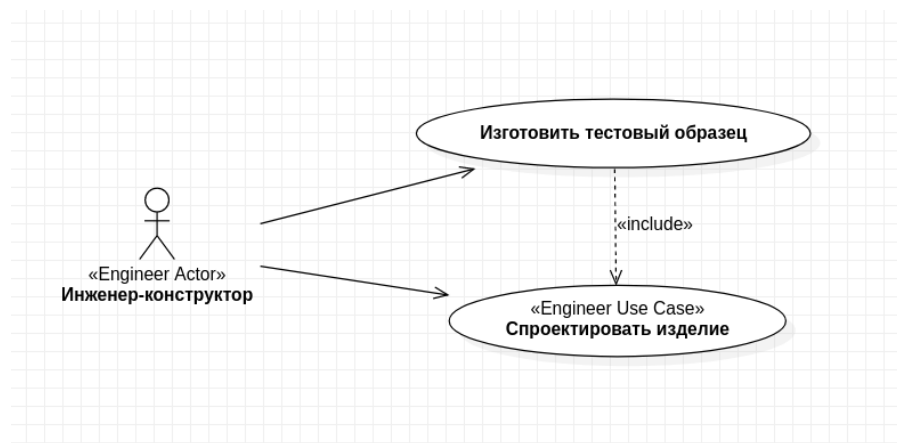 Изготовить тестовый образец
«include»
«Engineer Actor»
Инженер-конструктор
«Engineer Use Case»
Спроектировать изделие